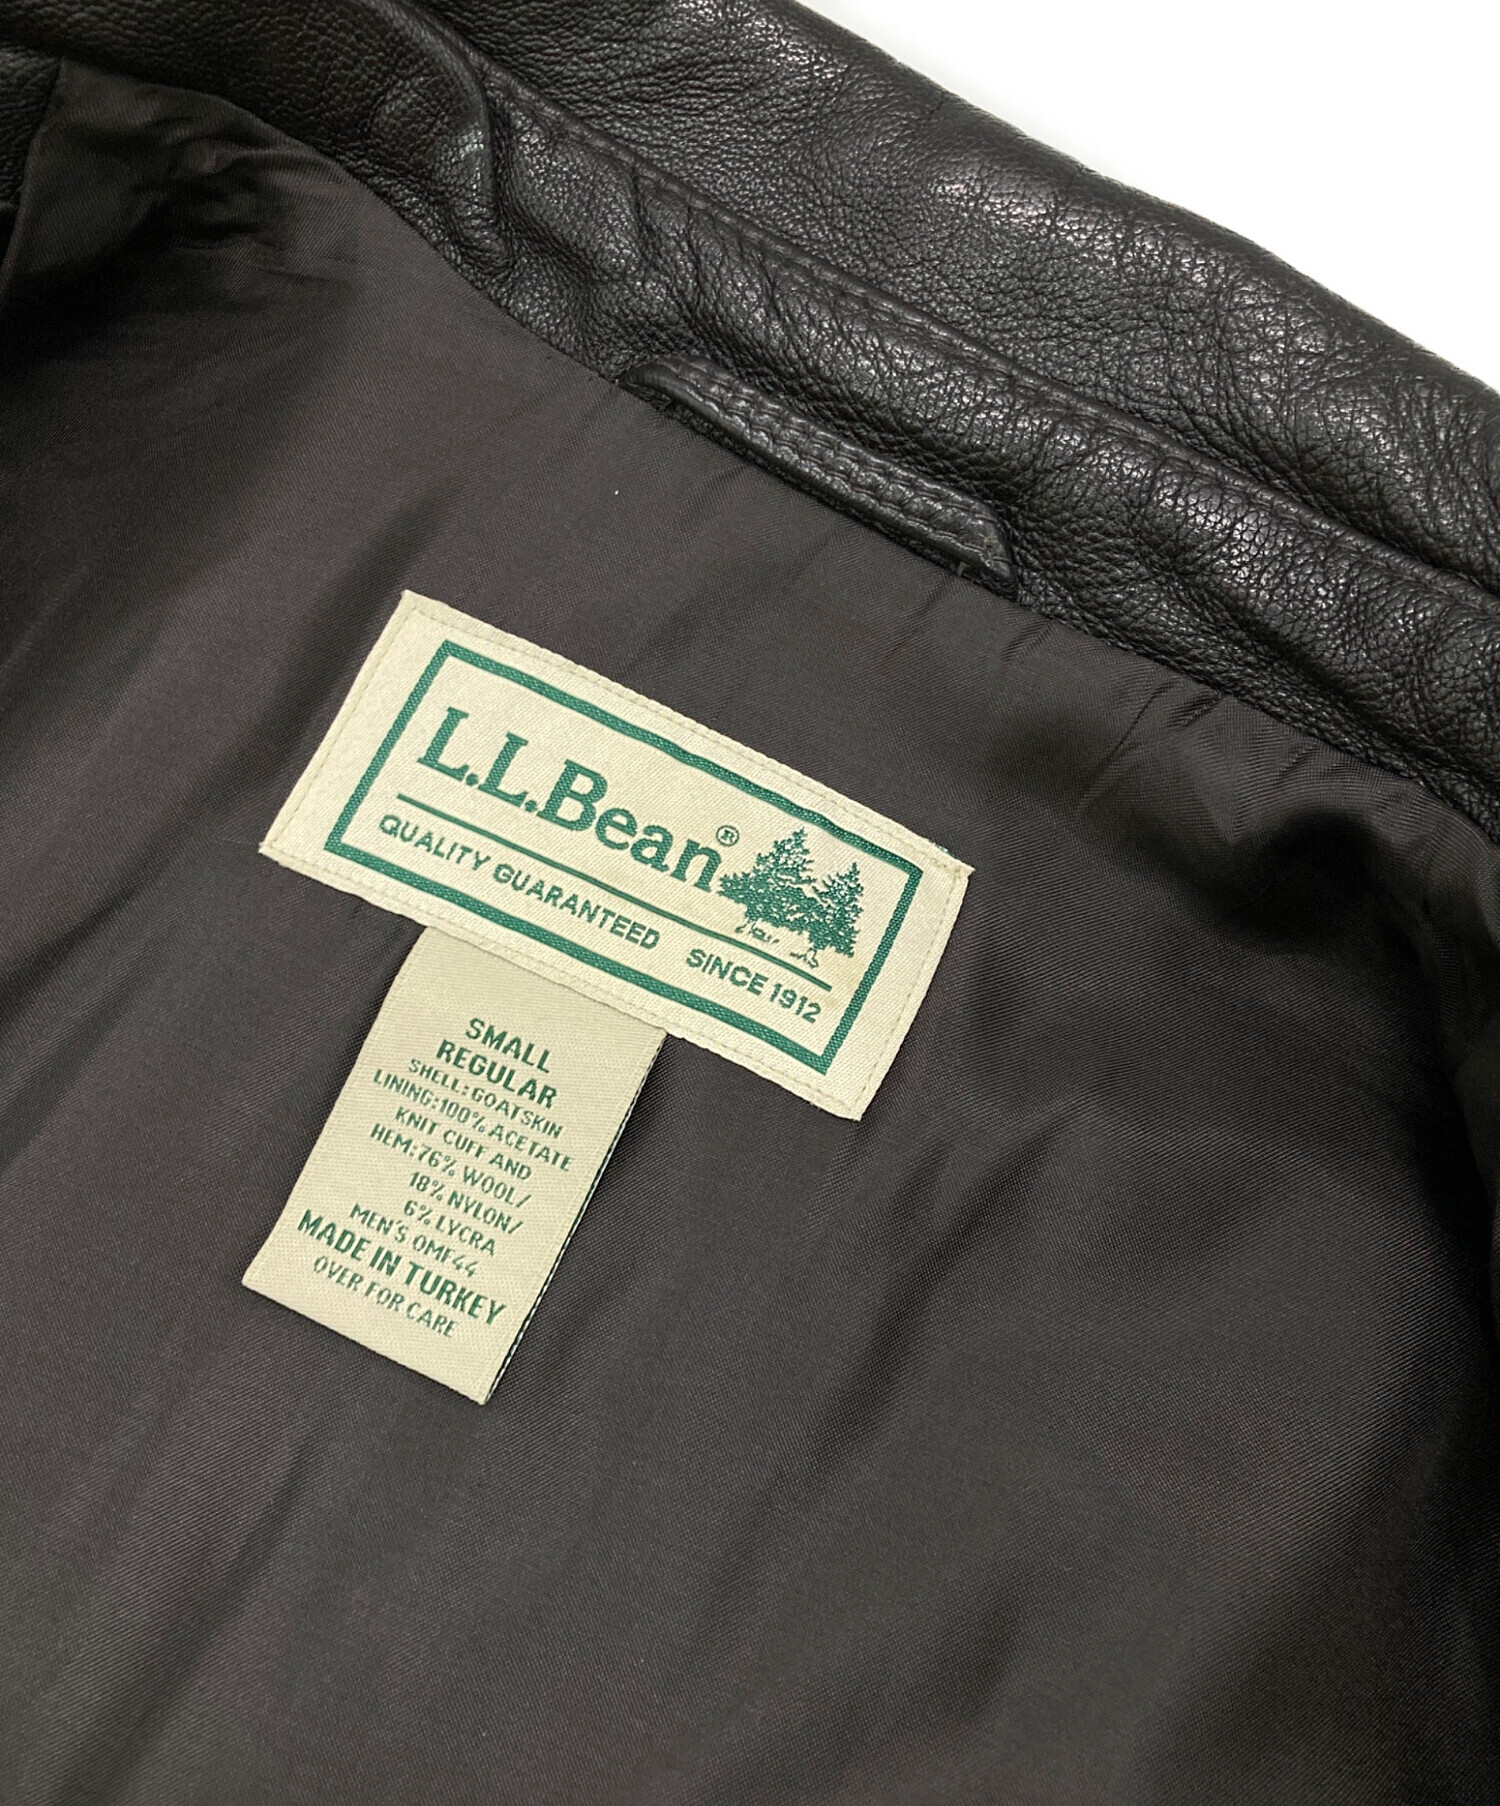 L.L.Bean®
QUALITY GUARANTEED SINCE 1912
SMALL
REGULAR
SHELL: GOATSKIN
LINING:100% ACETATE
KNIT CUFF AND
HEM:76% WOOL/
18% NYLON/
6% LYCRA
MEN'S 0MF44
MADE IN TURKEY
OVER FOR CARE